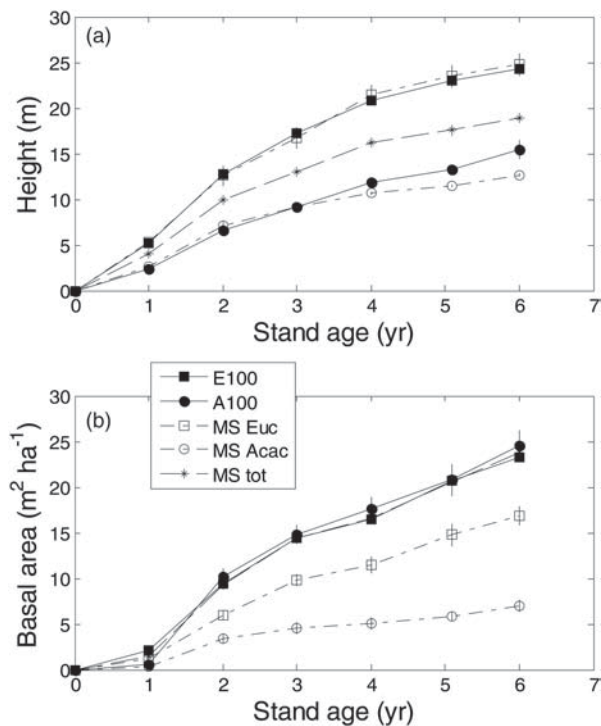 (a)
Height (m)
30
25
20
15
10
5
0
0 1 2 3 4 5 6 7
Stand age (yr)
E100
A100
MS Euc
MS Acac
MS tot
(b)
Basal area (m² ha⁻¹)
30
25
20
15
10
5
0
0 1 2 3 4 5 6 7
Stand age (yr)